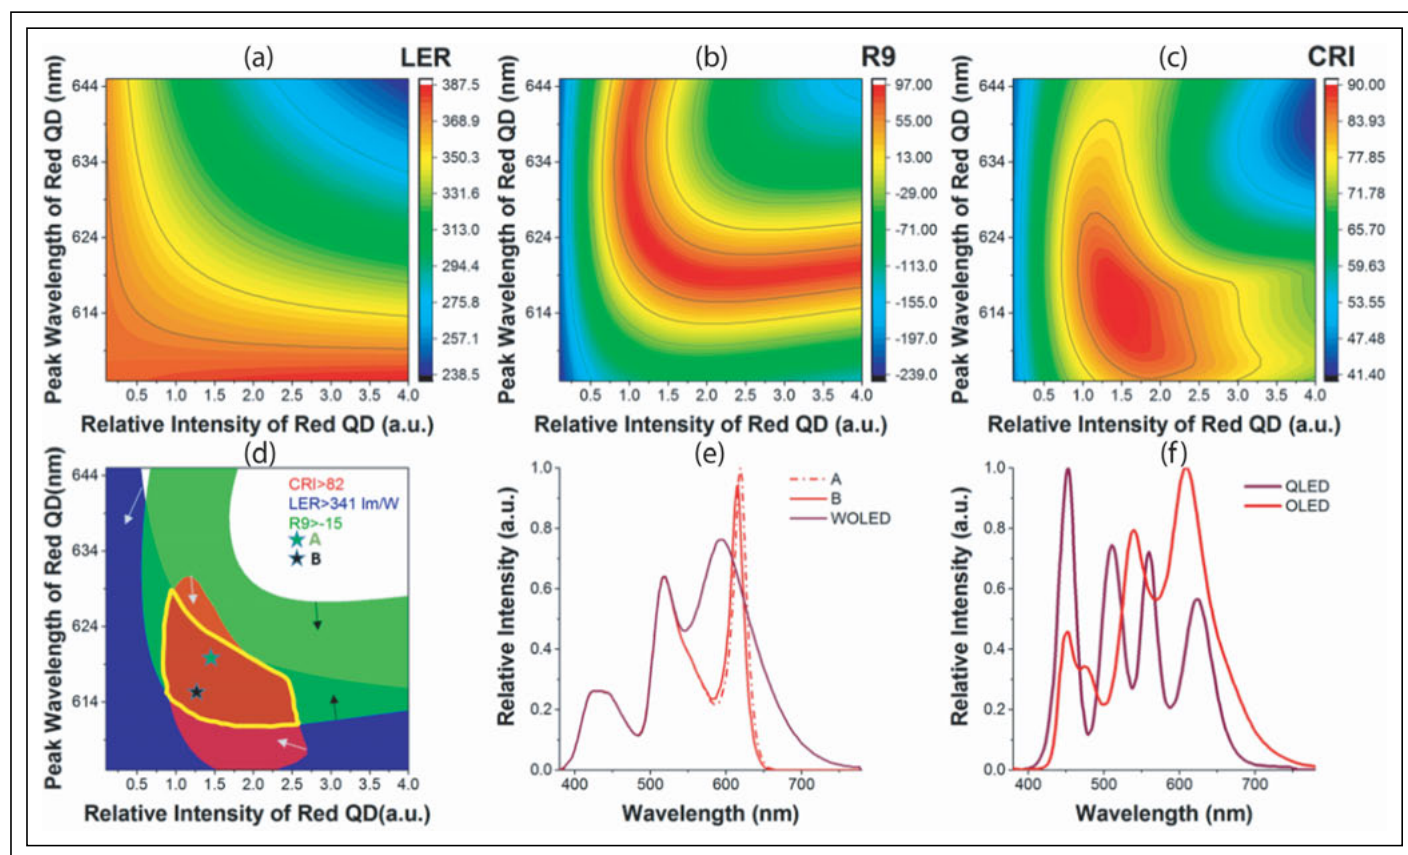 (a) LER
Peak Wavelength of Red QD (nm)
644
634
624
614
0.5 1.0 1.5 2.0 2.5 3.0 3.5 4.0
Relative Intensity of Red QD (a.u.)
387.5
368.9
350.3
331.6
313.0
294.4
275.8
257.1
238.5
(b) R9
Peak Wavelength of Red QD (nm)
644
634
624
614
0.5 1.0 1.5 2.0 2.5 3.0 3.5 4.0
Relative Intensity of Red QD (a.u.)
97.00
55.00
13.00
-29.00
-71.00
-113.0
-155.0
-197.0
-239.0
(c) CRI
Peak Wavelength of Red QD (nm)
644
634
624
614
0.5 1.0 1.5 2.0 2.5 3.0 3.5 4.0
Relative Intensity of Red QD (a.u.)
90.00
83.93
77.85
71.78
65.70
59.63
53.55
47.48
41.40
(d)
Peak Wavelength of Red QD(nm)
644
634
624
614
CRI>82
LER>341 lm/W
R9>-15
A
B
0.5 1.0 1.5 2.0 2.5 3.0 3.5 4.0
Relative Intensity of Red QD(a.u.)
(e)
Relative Intensity (a.u.)
1.0
0.8
0.6
0.4
0.2
0.0
A
B
WOLED
400 500 600 700
Wavelength (nm)
(f)
Relative Intensity (a.u.)
1.0
0.8
0.6
0.4
0.2
0.0
QLED
OLED
400 500 600 700
Wavelength (nm)